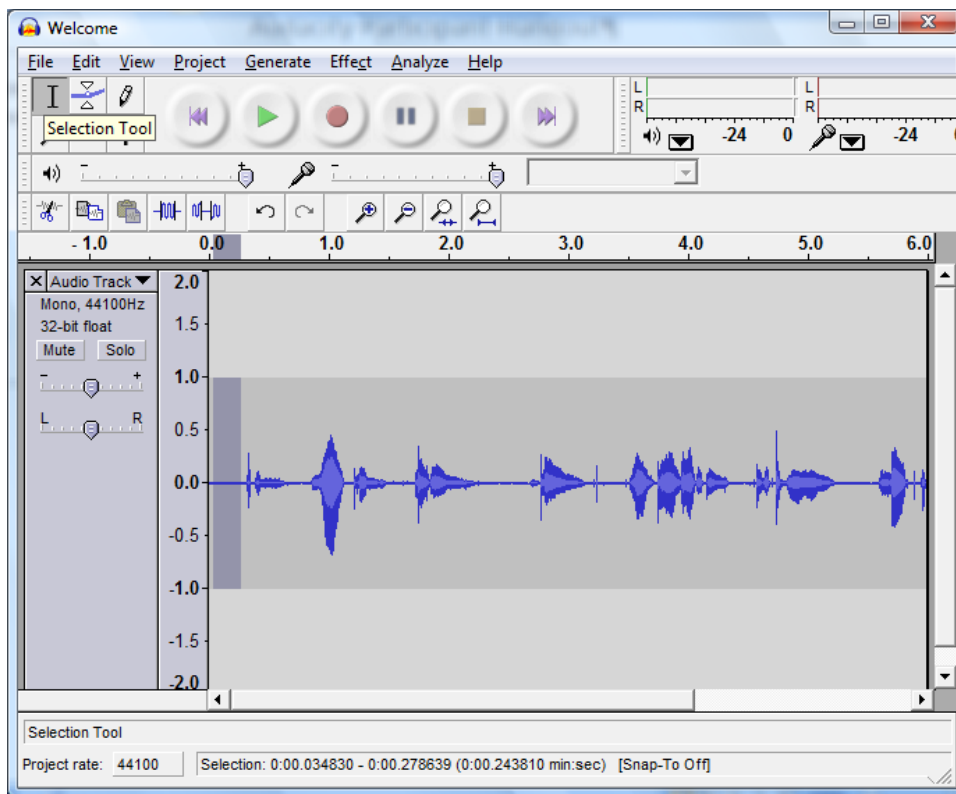 Welcome
File Edit View Project Generate Effect Analyze Help
L
R
-24 0
L
R
-24
Selection Tool
- 1.0 0.0 1.0 2.0 3.0 4.0 5.0 6.0
Audio Track
Mono, 44100Hz
32-bit float
Mute Solo
- +
L R
2.0
1.5
1.0
0.5
0.0
-0.5
-1.0
-1.5
-2.0
Selection Tool
Project rate: 44100 Selection: 0:00.034830 - 0:00.278639 (0:00.243810 min:sec) [Snap-To Off]